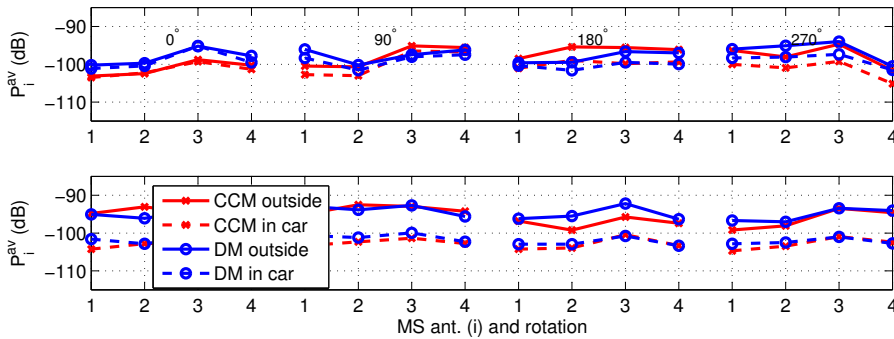 P_i^av (dB)
−90
−100
−110
0°
90°
180°
270°
1 2 3 4 1 2 3 4 1 2 3 4 1 2 3 4
P_i^av (dB)
−90
−100
−110
CCM outside
CCM in car
DM outside
DM in car
1 2 3 4 1 2 3 4 1 2 3 4 1 2 3 4
MS ant. (i) and rotation